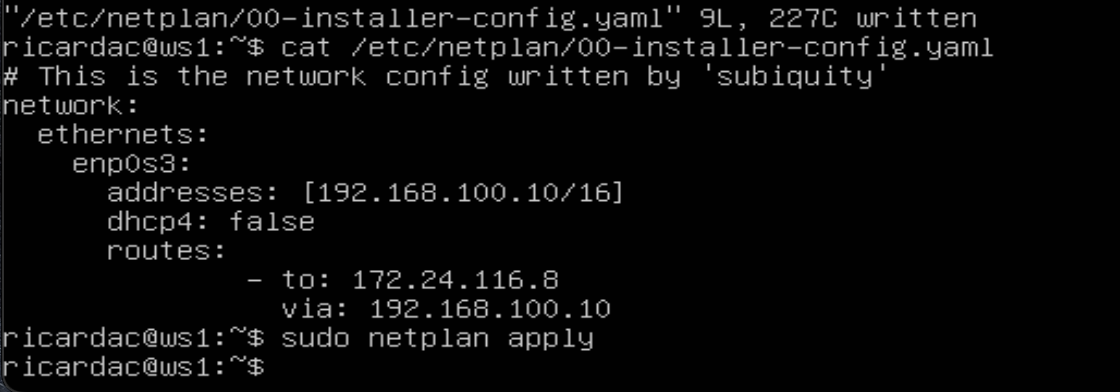 "/etc/netplan/00-installer-config.yaml" 9L, 227C written
ricardac@ws1:~$ cat /etc/netplan/00-installer-config.yaml
# This is the network config written by 'subiquity'
network:
  ethernets:
    enp0s3:
      addresses: [192.168.100.10/16]
      dhcp4: false
      routes:
              - to: 172.24.116.8
                via: 192.168.100.10
ricardac@ws1:~$ sudo netplan apply
ricardac@ws1:~$